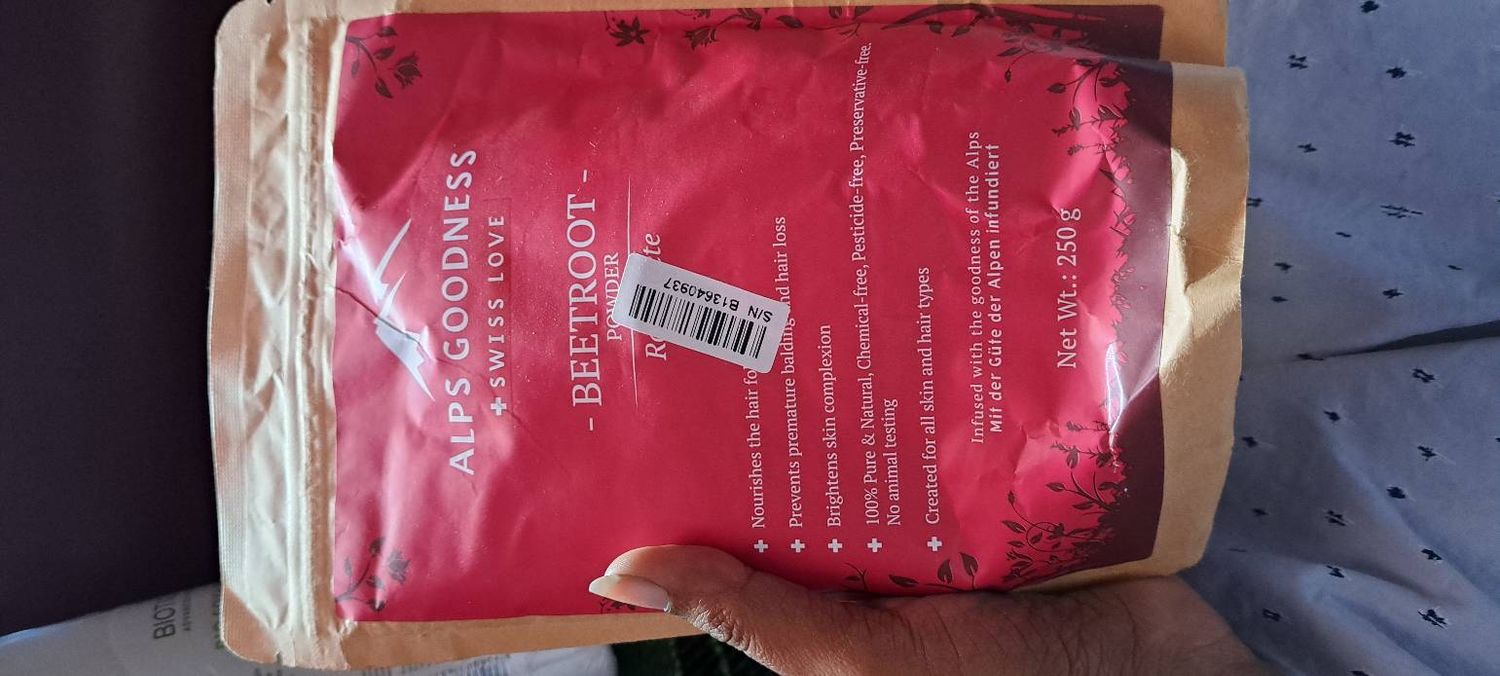 ALPS GOODNESS
+ SWISS LOVE
- BEETROOT -
POWDER
S/N B13640937
+ Nourishes the hair
+ Prevents premature balding and hair loss
+ Brightens skin complexion
+ 100% Pure & Natural, Chemical-free, Pesticide-free, Preservative-free.
No animal testing
+ Created for all skin and hair types
Infused with the goodness of the Alps
Mit der Güte der Alpen infundiert
Net Wt.: 250 g